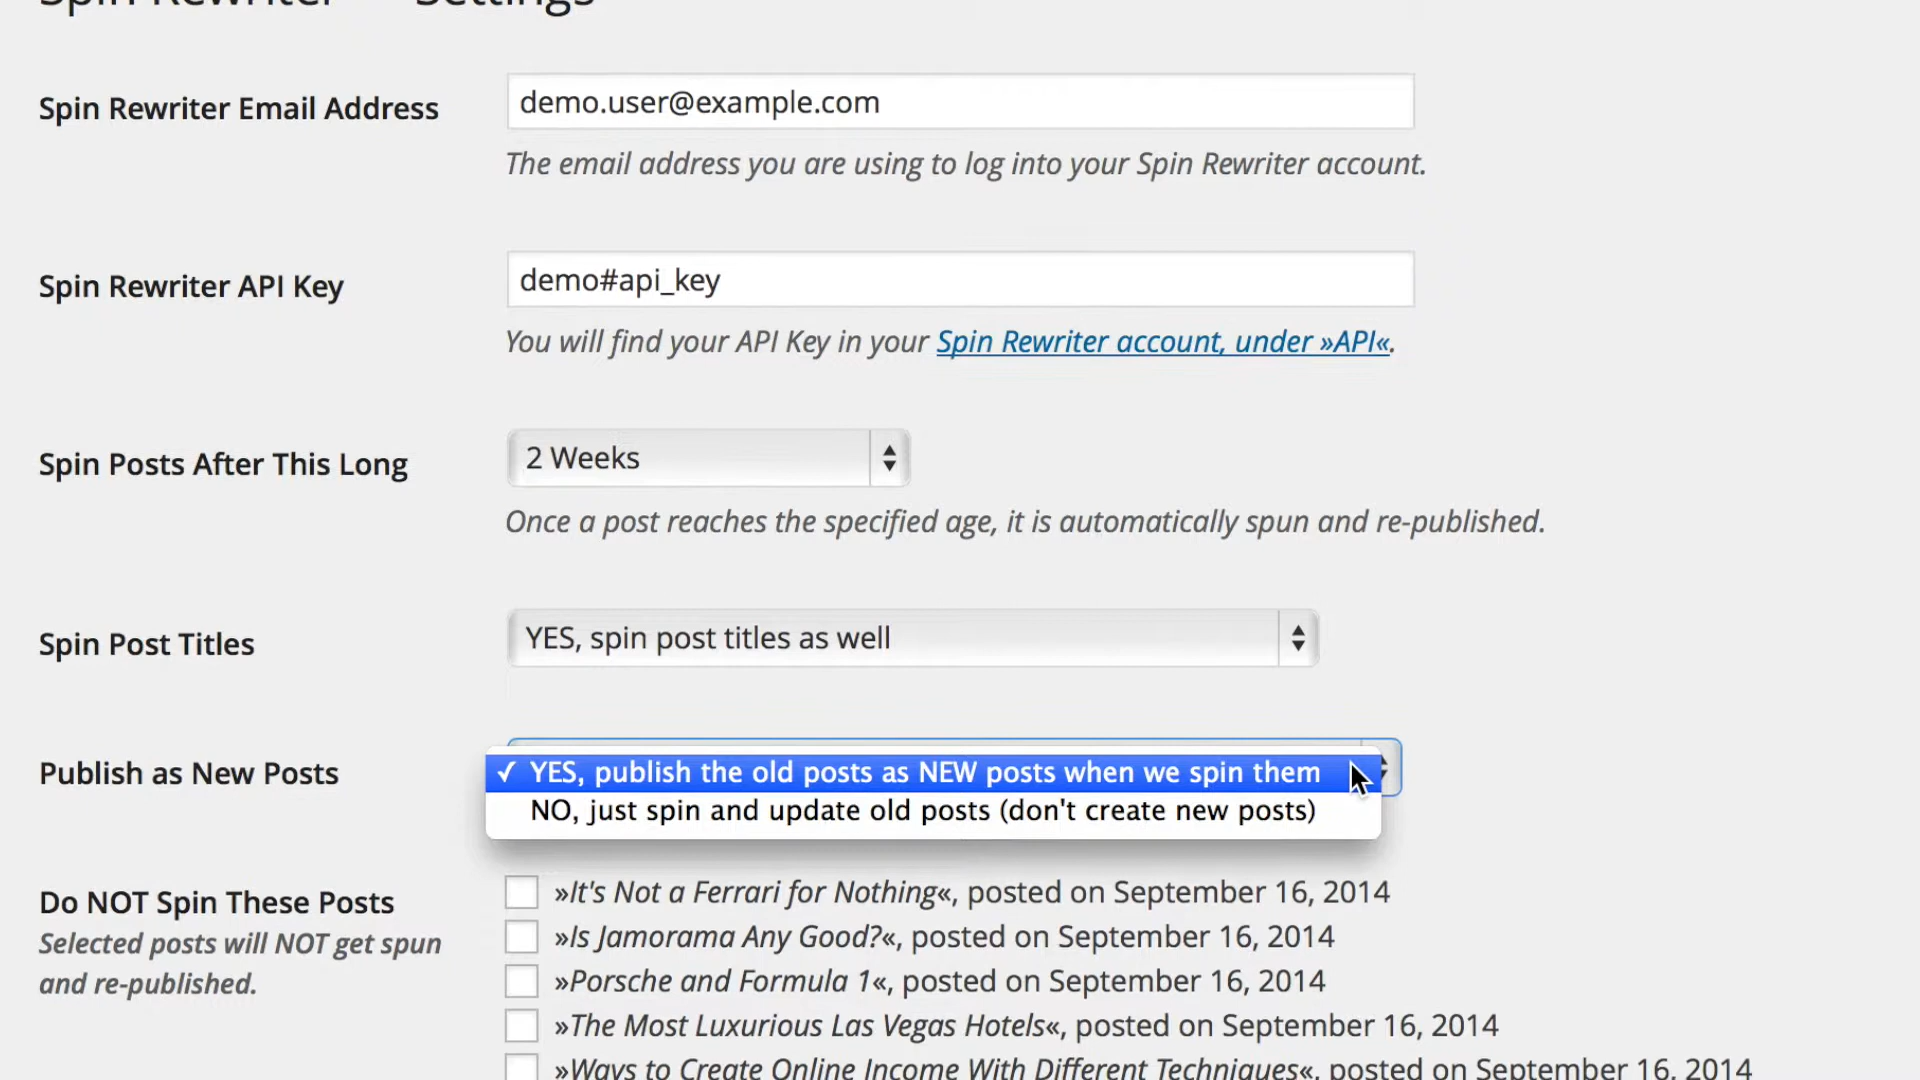 Spin Rewriter Settings
Spin Rewriter Email Address
demo.user@example.com
The email address you are using to log into your Spin Rewriter account.
Spin Rewriter API Key
demo#api_key
You will find your API Key in your Spin Rewriter account, under »API«.
Spin Posts After This Long
2 Weeks
Once a post reaches the specified age, it is automatically spun and re-published.
Spin Post Titles
YES, spin post titles as well
Publish as New Posts
✓ YES, publish the old posts as NEW posts when we spin them
NO, just spin and update old posts (don't create new posts)
Do NOT Spin These Posts
Selected posts will NOT get spun
and re-published.
»It's Not a Ferrari for Nothing«, posted on September 16, 2014
»Is Jamorama Any Good?«, posted on September 16, 2014
»Porsche and Formula 1«, posted on September 16, 2014
»The Most Luxurious Las Vegas Hotels«, posted on September 16, 2014
»Ways to Create Online Income With Different Techniques«, posted on September 16, 2014